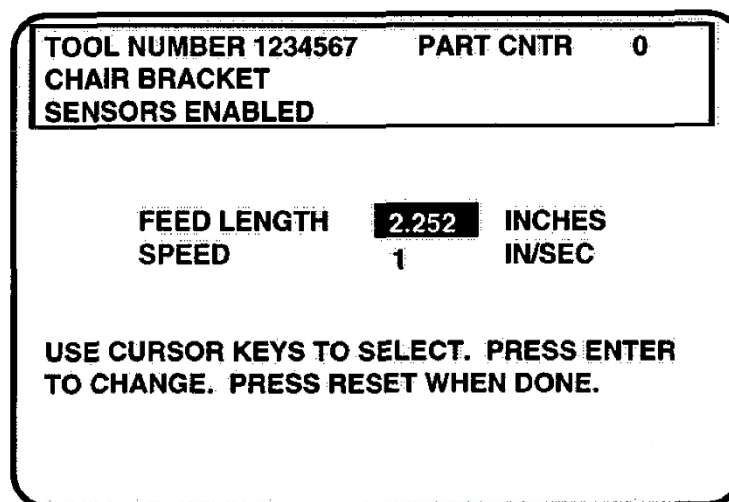 TOOL NUMBER 1234567 PART CNTR 0
CHAIR BRACKET
SENSORS ENABLED
FEED LENGTH 2.252 INCHES
SPEED 1 IN/SEC
USE CURSOR KEYS TO SELECT. PRESS ENTER
TO CHANGE. PRESS RESET WHEN DONE.